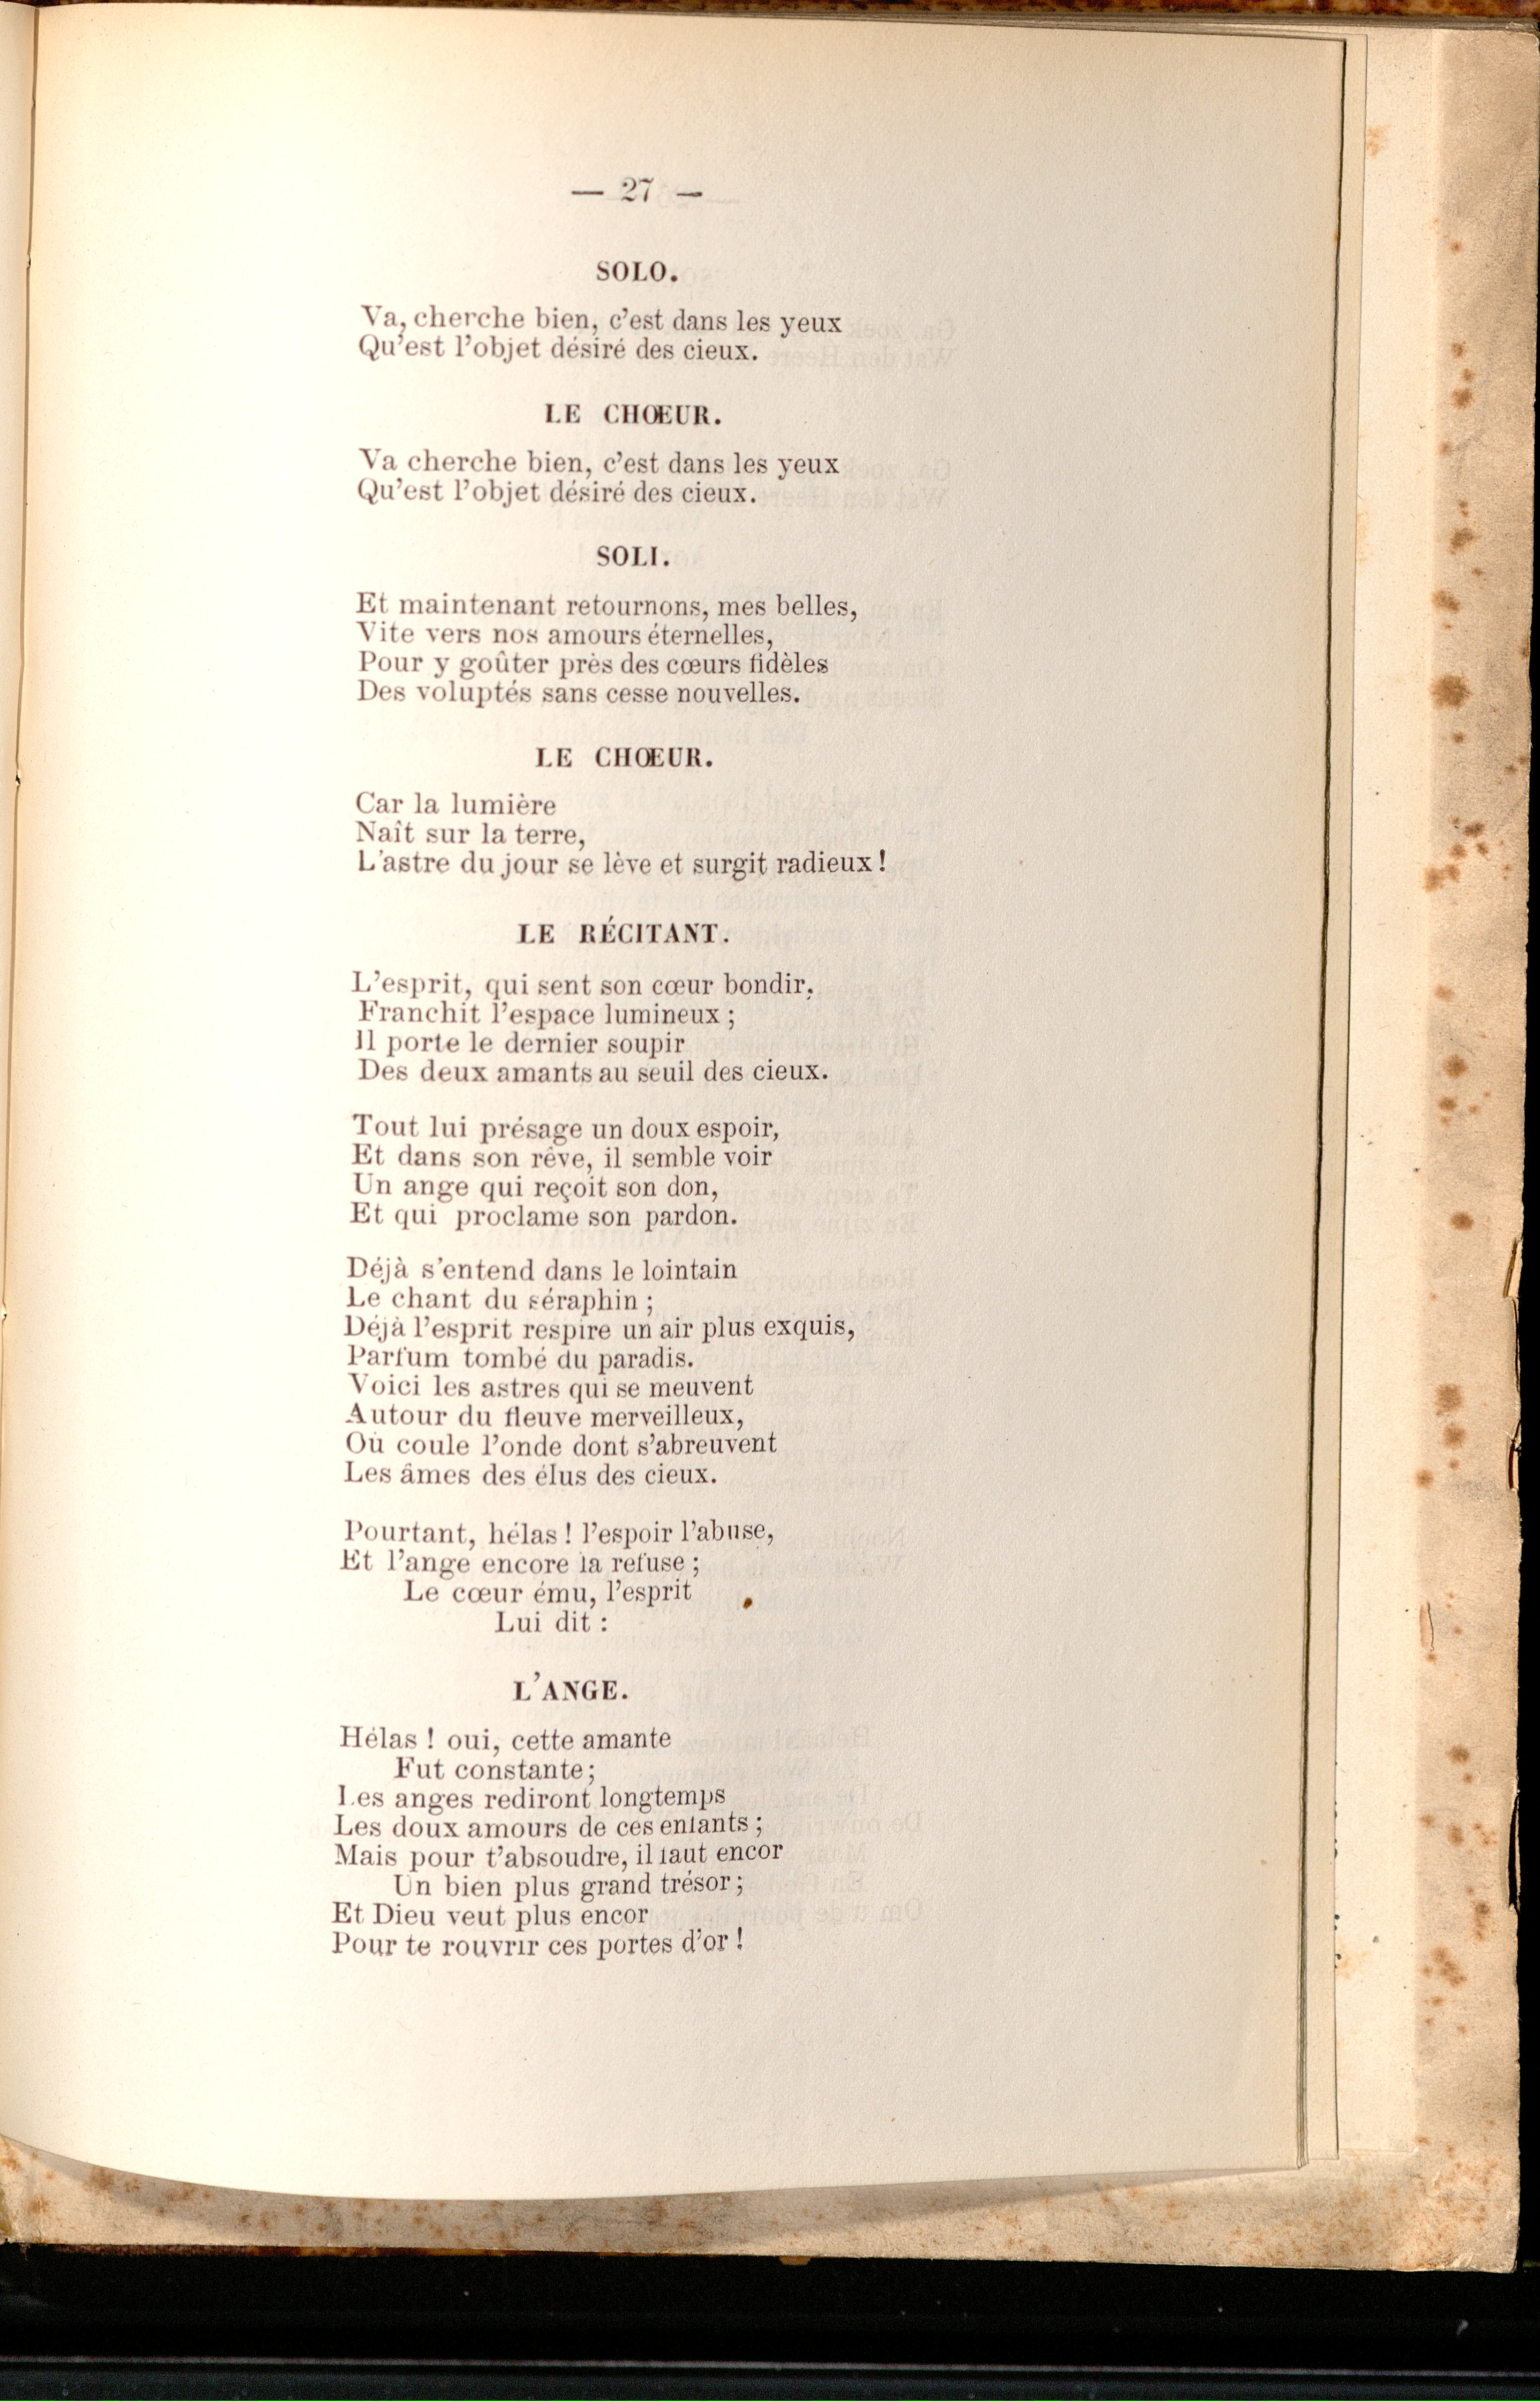 — 27 —
SOLO.
Va, cherche bien, c'est dans les yeux
Qu'est l'objet désiré des cieux.
LE CHŒUR.
Va cherche bien, c'est dans les yeux
Qu'est l'objet désiré des cieux.
SOLI.
Et maintenant retournons, mes belles,
Vite vers nos amours éternelles,
Pour y goûter près des cœurs fidèles
Des voluptés sans cesse nouvelles.
LE CHŒUR.
Car la lumière
Naît sur la terre,
L'astre du jour se lève et surgit radieux !
LE RÉCITANT.
L'esprit, qui sent son cœur bondir,
Franchit l'espace lumineux ;
Il porte le dernier soupir
Des deux amants au seuil des cieux.
Tout lui présage un doux espoir,
Et dans son rêve, il semble voir
Un ange qui reçoit son don,
Et qui proclame son pardon.
Déjà s'entend dans le lointain
Le chant du séraphin ;
Déjà l'esprit respire un air plus exquis,
Parfum tombé du paradis.
Voici les astres qui se meuvent
Autour du fleuve merveilleux,
Où coule l'onde dont s'abreuvent
Les âmes des élus des cieux.
Pourtant, hélas ! l'espoir l'abuse,
Et l'ange encore la refuse ;
Le cœur ému, l'esprit
Lui dit :
L'ANGE.
Hélas ! oui, cette amante
Fut constante ;
Les anges rediront longtemps
Les doux amours de ces enfants ;
Mais pour t'absoudre, il faut encor
Un bien plus grand trésor ;
Et Dieu veut plus encor
Pour te rouvrir ces portes d'or !